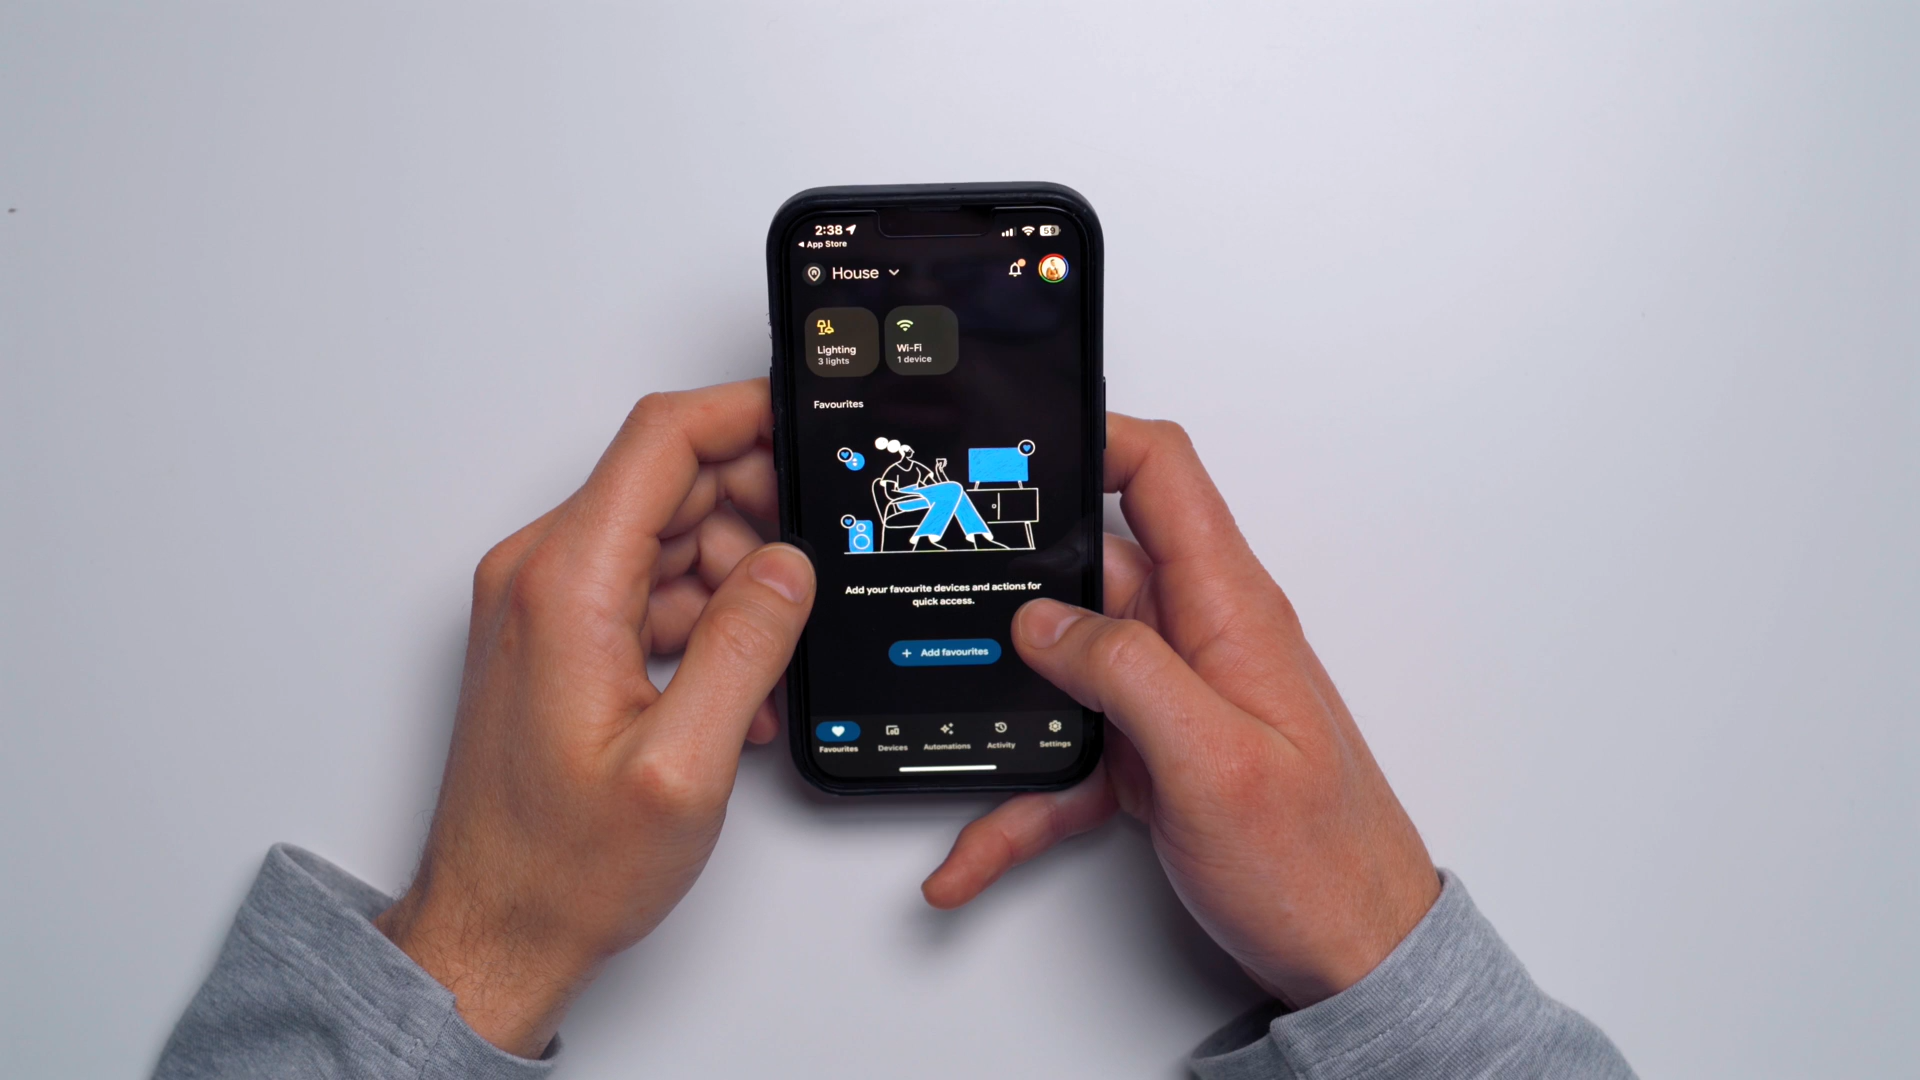 2:38
59
App Store
House
Lighting
3 lights
Wi-Fi
1 device
Favourites
Add your favourite devices and actions for
quick access.
+ Add favourites
Favourites
Devices
Automations
Activity
Settings